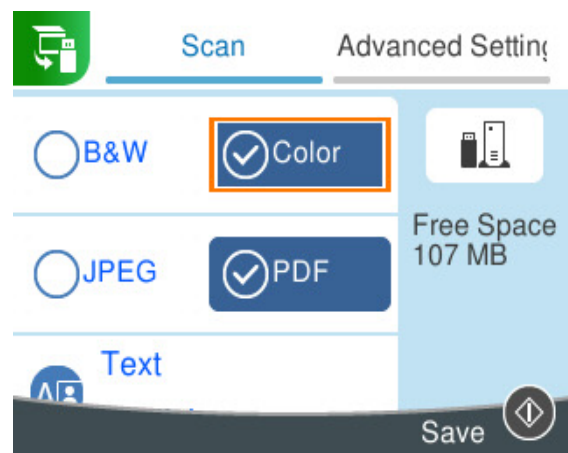 Scan
Advanced Setting
B&W
Color
JPEG
PDF
Free Space
107 MB
Text
Save